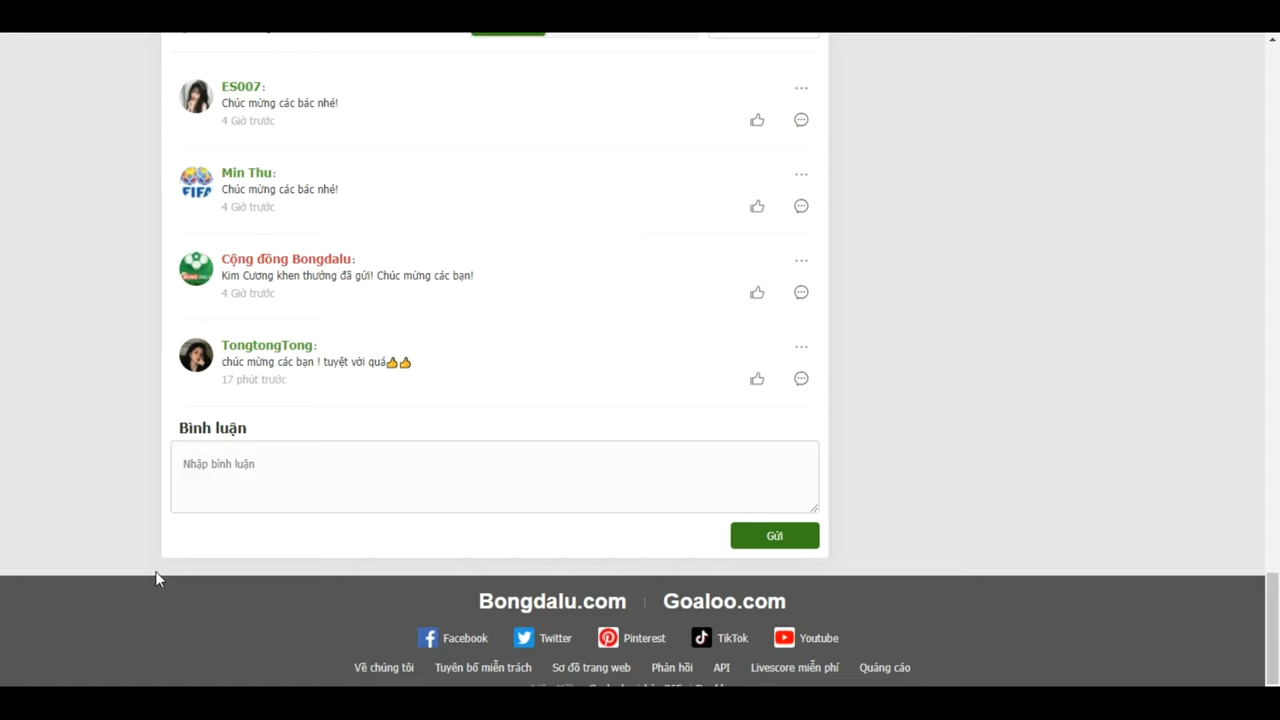 ES007:
Chúc mừng các bác nhé!
4 Giờ trước
FIFA
Min Thu:
Chúc mừng các bác nhé!
4 Giờ trước
Cộng đồng Bongdalu:
Kim Cương khen thưởng đã gửi! Chúc mừng các bạn!
4 Giờ trước
TongtongTong:
chúc mừng các bạn ! tuyệt vời quá👍👍
17 phút trước
Bình luận
Nhập bình luận
Gửi
Bongdalu.com | Goaloo.com
Facebook Twitter Pinterest TikTok Youtube
Về chúng tôi Tuyên bố miễn trách Sơ đồ trang web Phản hồi API Livescore miễn phí Quảng cáo